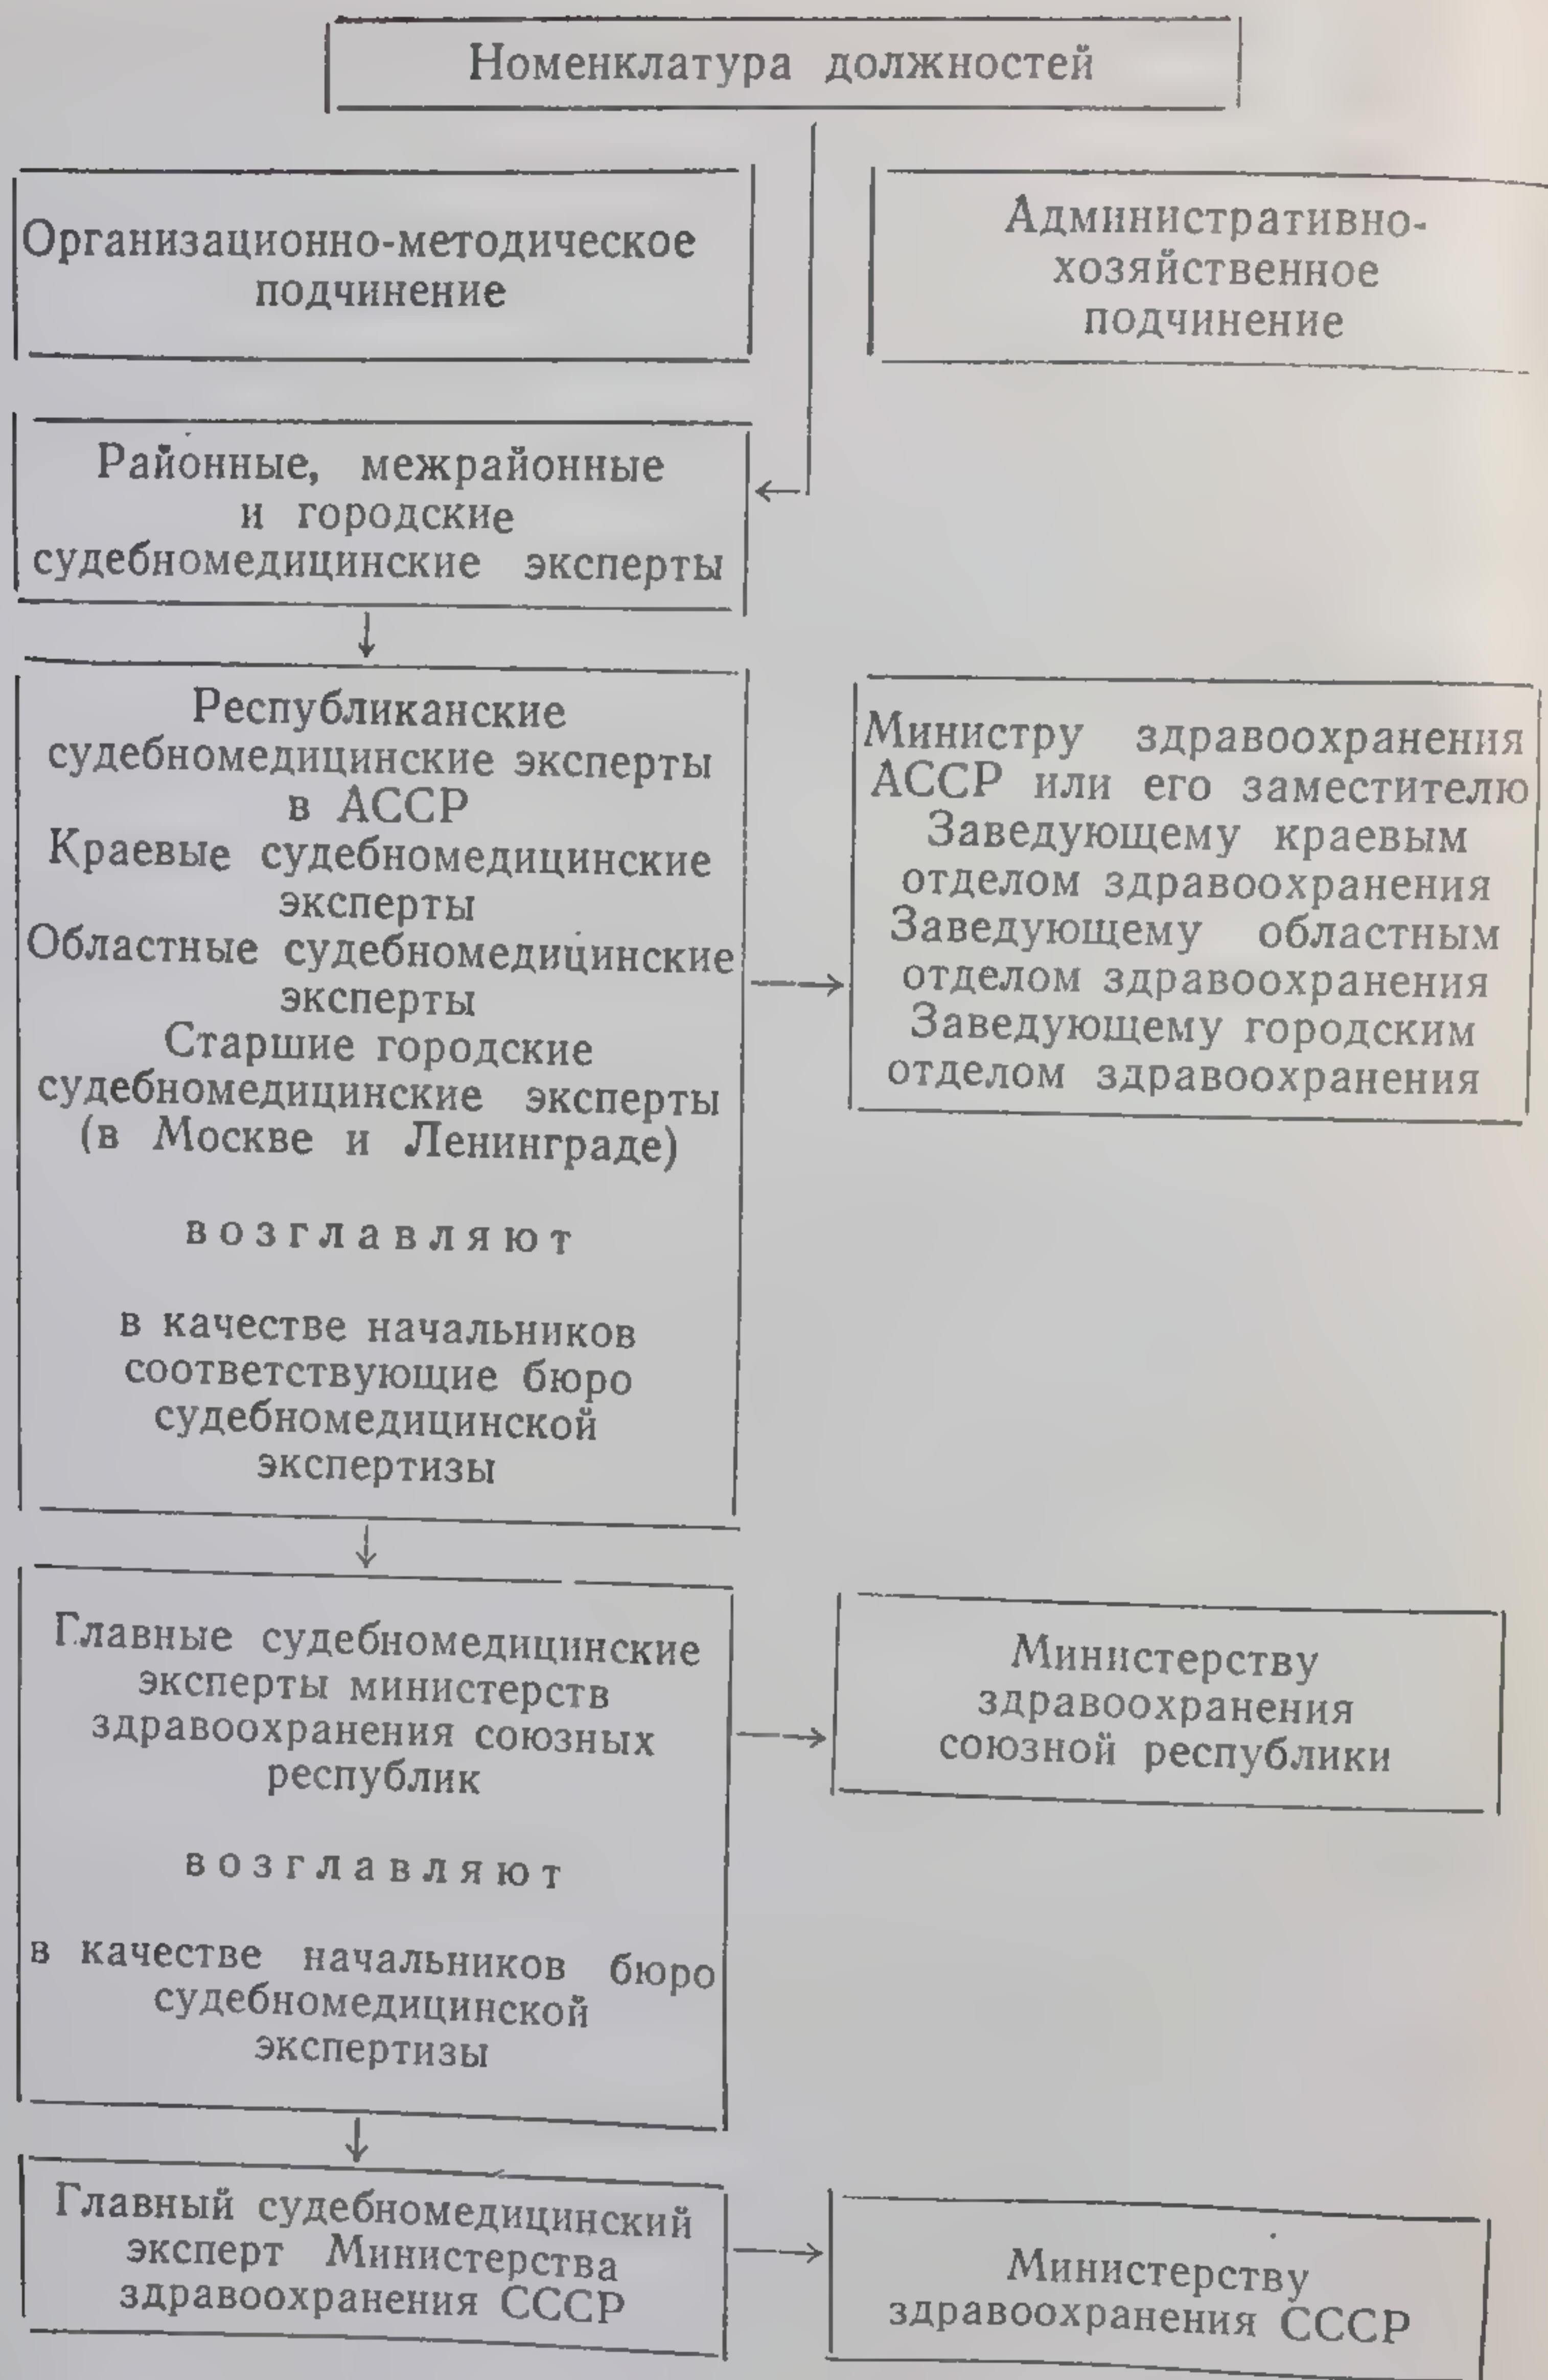 Номенклатура должностей
Организационно-методическое
подчинение
Административно-
хозяйственное
подчинение
Районные, межрайонные
и городские
судебномедицинские эксперты
Республиканские
судебномедицинские эксперты
в АССР
Краевые судебномедицинские
эксперты
Областные судебномедицинские
эксперты
Старшие городские
судебномедицинские эксперты
(в Москве и Ленинграде)
возглавляют
в качестве начальников
соответствующие бюро
судебномедицинской
экспертизы
Министру здравоохранения
АССР или его заместителю
Заведующему краевым
отделом здравоохранения
Заведующему областным
отделом здравоохранения
Заведующему городским
отделом здравоохранения
Главные судебномедицинские
эксперты министерств
здравоохранения союзных
республик
возглавляют
в качестве начальников бюро
судебномедицинской
экспертизы
Министерству
здравоохранения
союзной республики
Главный судебномедицинский
эксперт Министерства
здравоохранения СССР
Министерству
здравоохранения СССР